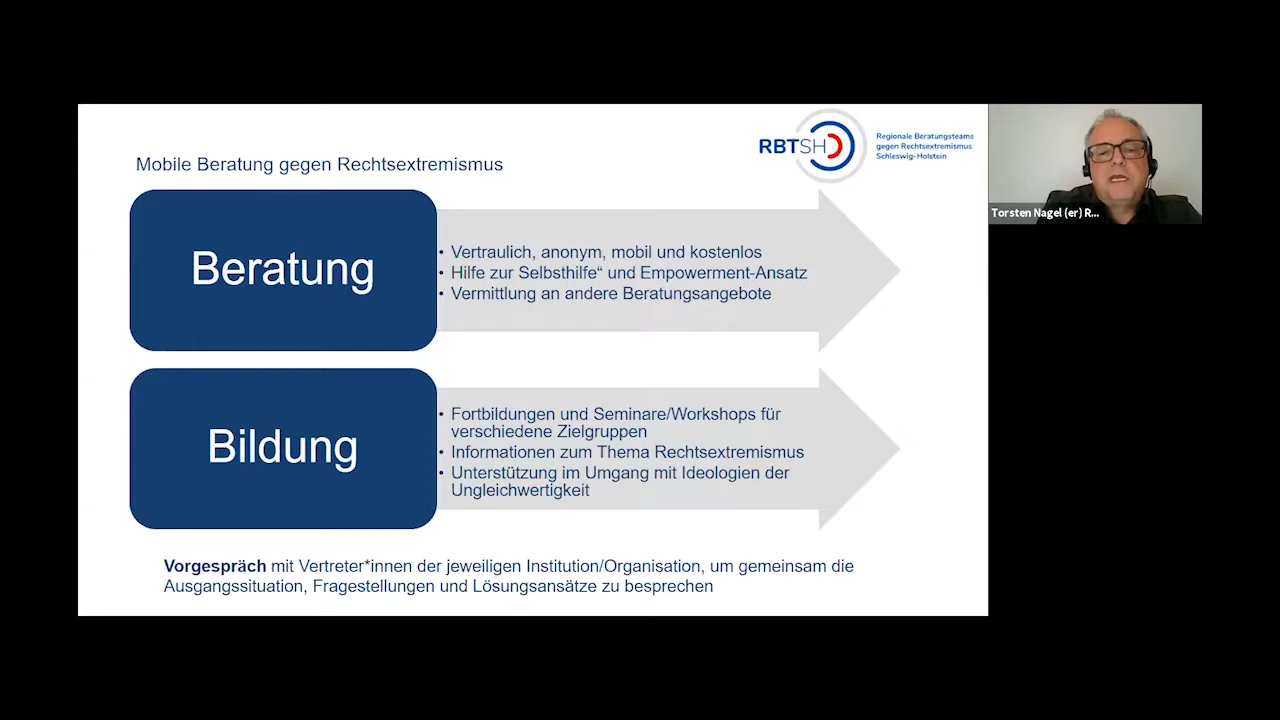 RBTSH
Regionale Beratungsteams
gegen Rechtsextremismus
Schleswig-Holstein
Mobile Beratung gegen Rechtsextremismus
Torsten Nagel (er) R...
Beratung
• Vertraulich, anonym, mobil und kostenlos
• Hilfe zur Selbsthilfe“ und Empowerment-Ansatz
• Vermittlung an andere Beratungsangebote
Bildung
• Fortbildungen und Seminare/Workshops für
verschiedene Zielgruppen
• Informationen zum Thema Rechtsextremismus
• Unterstützung im Umgang mit Ideologien der
Ungleichwertigkeit
Vorgespräch mit Vertreter*innen der jeweiligen Institution/Organisation, um gemeinsam die
Ausgangssituation, Fragestellungen und Lösungsansätze zu besprechen